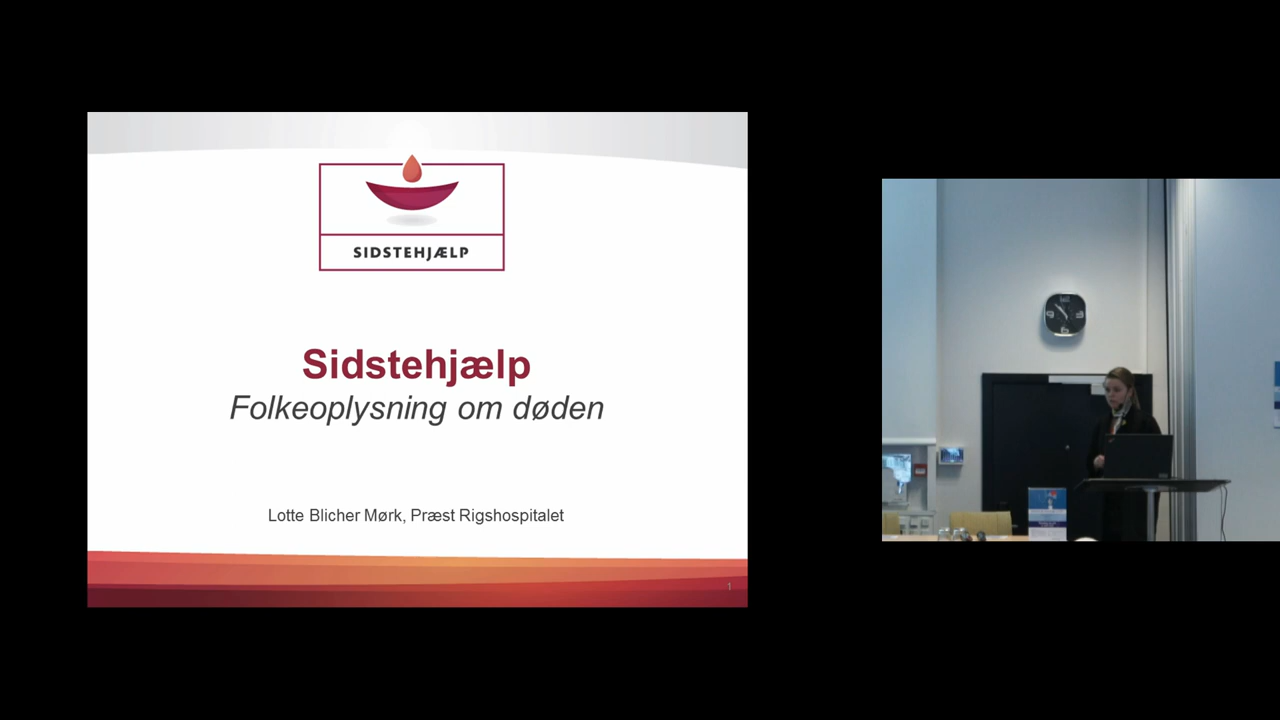 SIDSTEHJÆLP
Sidstehjælp
Folkeoplysning om døden
Lotte Blicher Mørk, Præst Rigshospitalet
1